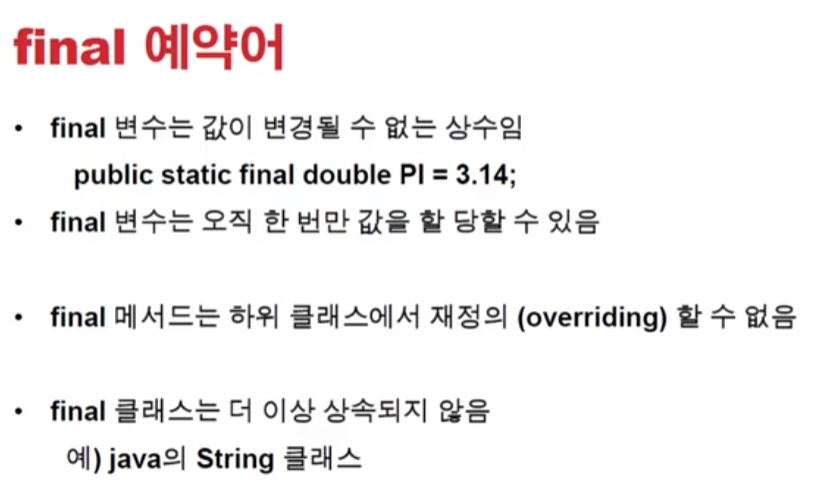 final 예약어
• final 변수는 값이 변경될 수 없는 상수임
public static final double PI = 3.14;
• final 변수는 오직 한 번만 값을 할 당할 수 있음
• final 메서드는 하위 클래스에서 재정의 (overriding) 할 수 없음
• final 클래스는 더 이상 상속되지 않음
예) java의 String 클래스